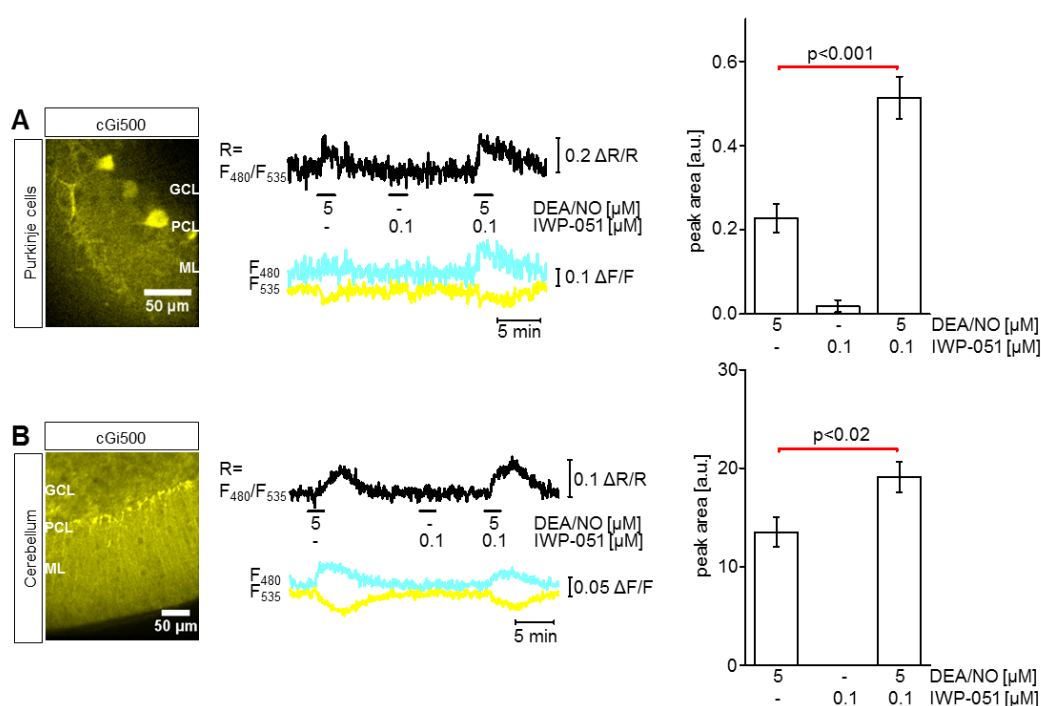 A
cGi500
Purkinje cells
GCL
PCL
ML
50 µm
R=
F480/F535
0.2 ΔR/R
5 - 5 DEA/NO [µM]
- 0.1 0.1 IWP-051[µM]
F480
F535
0.1 ΔF/F
5 min
peak area [a.u.]
0.6
0.4
0.2
0.0
p<0.001
5 - 5 DEA/NO [µM]
- 0.1 0.1 IWP-051 [µM]
B
cGi500
Cerebellum
GCL
PCL
ML
50 µm
R=
F480/F535
0.1 ΔR/R
5 - 5 DEA/NO [µM]
- 0.1 0.1 IWP-051[µM]
F480
F535
0.05 ΔF/F
5 min
peak area [a.u.]
30
20
10
0
p<0.02
5 - 5 DEA/NO [µM]
- 0.1 0.1 IWP-051 [µM]